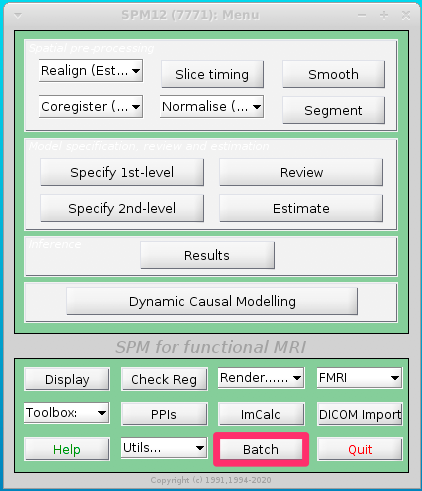 SPM12 (7771): Menu
Spatial pre-processing
Realign (Est... Slice timing Smooth
Coregister (... Normalise (... Segment
Model specification, review and estimation
Specify 1st-level Review
Specify 2nd-level Estimate
Inference
Results
Dynamic Causal Modelling
SPM for functional MRI
Display Check Reg Render...... FMRI
Toolbox: PPIs ImCalc DICOM Import
Help Utils... Batch Quit
Copyright (c) 1991,1994-2020